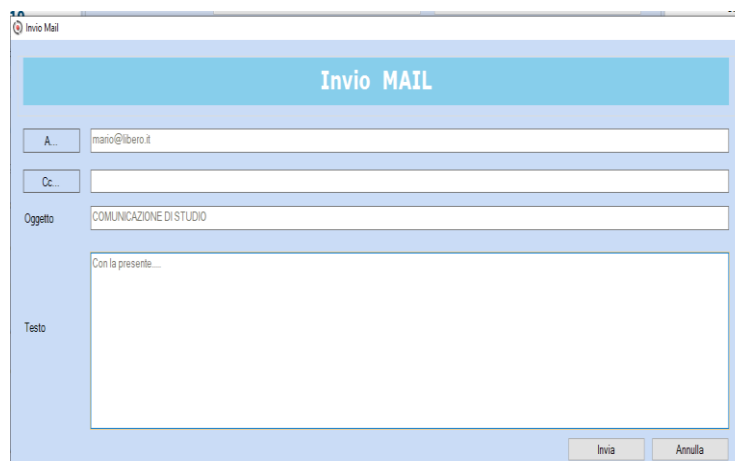 Invio Mail
Invio MAIL
A...
mario@libero.it
Cc...
Oggetto
COMUNICAZIONE DI STUDIO
Con la presente....
Testo
Invia
Annulla